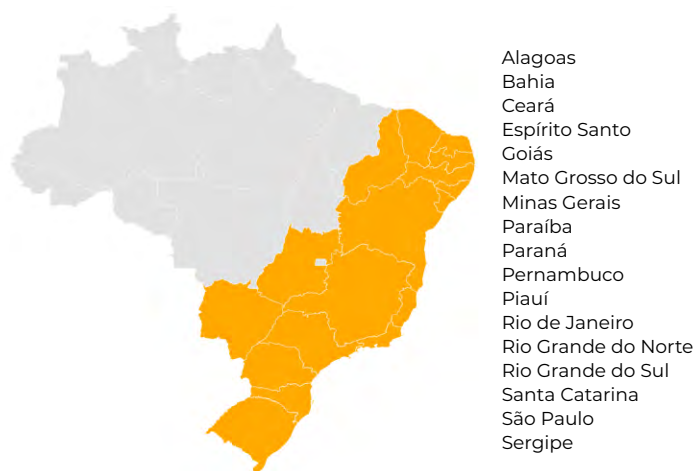 Alagoas
Bahia
Ceará
Espírito Santo
Goiás
Mato Grosso do Sul
Minas Gerais
Paraíba
Paraná
Pernambuco
Piauí
Rio de Janeiro
Rio Grande do Norte
Rio Grande do Sul
Santa Catarina
São Paulo
Sergipe